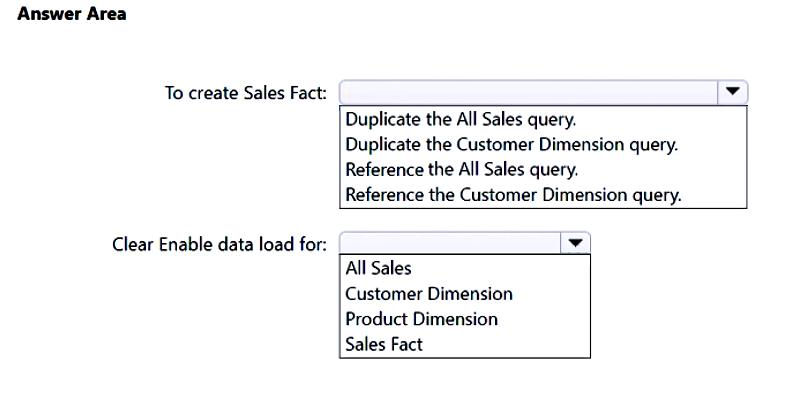 Answer Area
To create Sales Fact:
Duplicate the All Sales query.
Duplicate the Customer Dimension query.
Reference the All Sales query.
Reference the Customer Dimension query.
Clear Enable data load for:
All Sales
Customer Dimension
Product Dimension
Sales Fact